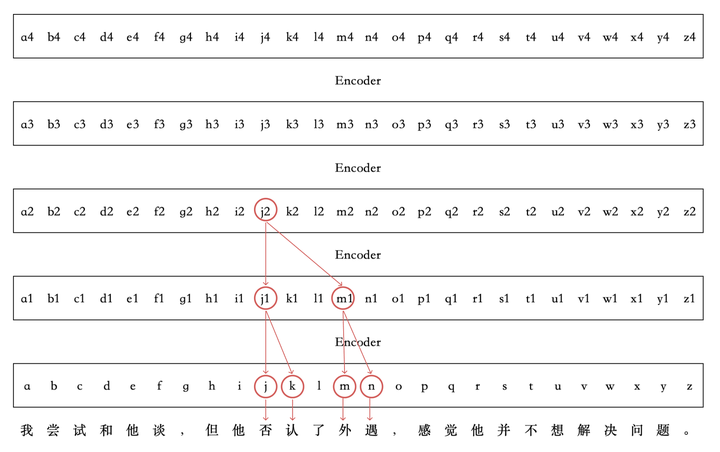 a4 b4 c4 d4 e4 f4 g4 h4 i4 j4 k4 l4 m4 n4 o4 p4 q4 r4 s4 t4 u4 v4 w4 x4 y4 z4
Encoder
a3 b3 c3 d3 e3 f3 g3 h3 i3 j3 k3 l3 m3 n3 o3 p3 q3 r3 s3 t3 u3 v3 w3 x3 y3 z3
Encoder
a2 b2 c2 d2 e2 f2 g2 h2 i2 j2 k2 l2 m2 n2 o2 p2 q2 r2 s2 t2 u2 v2 w2 x2 y2 z2
Encoder
a1 b1 c1 d1 e1 f1 g1 h1 i1 j1 k1 l1 m1 n1 o1 p1 q1 r1 s1 t1 u1 v1 w1 x1 y1 z1
Encoder
a b c d e f g h i j k l m n o p q r s t u v w x y z
我尝试和他谈，但他否认了外遇，感觉他并不想解决问题。